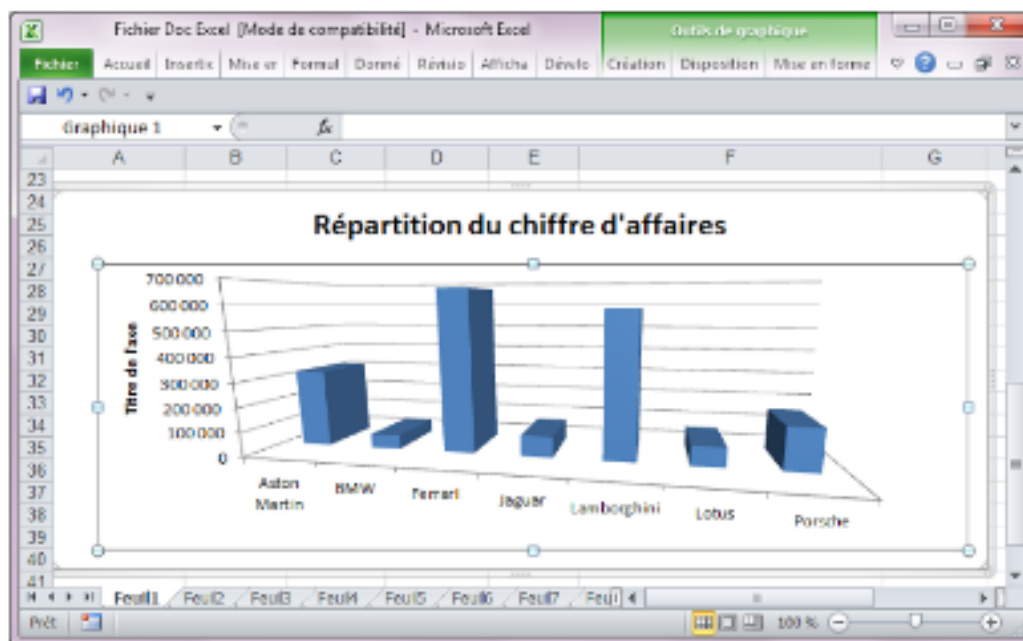 Fichier Doc Excel [Mode de compatibilité] - Microsoft Excel
Outils de graphique
Fichier Accueil Insertic Mise er Formul Donné Révisio Afficha Dévelo Création Disposition Mise en forme
Graphique 1 fx
A B C D E F G
23
24
25
26
27
28
29
30
31
32
33
34
35
36
37
38
39
40
41
Répartition du chiffre d'affaires
Titre de l'axe
700 000
600 000
500 000
400 000
300 000
200 000
100 000
0
Aston Martin
BMW
Ferrari
Jaguar
Lamborghini
Lotus
Porsche
Feuil1 Feuil2 Feuil3 Feuil4 Feuil5 Feuil6 Feuil7 Feui
Prêt 100 %